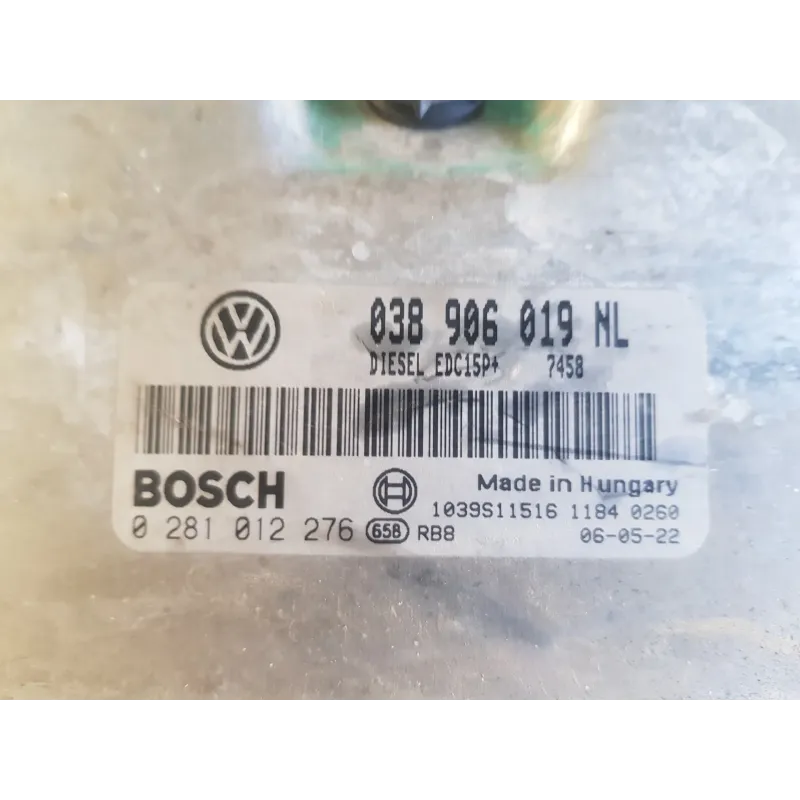 038 906 019 NL
DIESEL EDC15P+ 7458
BOSCH
Made in Hungary
1039S11516 1184 0260
0 281 012 276 65B RB8 06-05-22